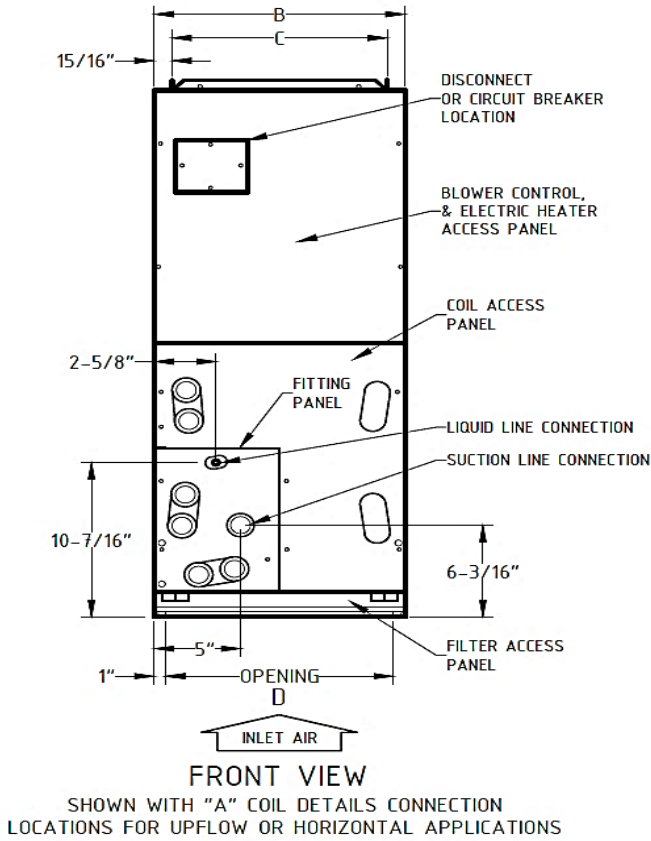 B
C
15/16"
DISCONNECT
OR CIRCUIT BREAKER
LOCATION
BLOWER CONTROL,
& ELECTRIC HEATER
ACCESS PANEL
COIL ACCESS
PANEL
2-5/8"
FITTING
PANEL
LIQUID LINE CONNECTION
SUCTION LINE CONNECTION
10-7/16"
6-3/16"
5"
FILTER ACCESS
PANEL
1"
OPENING
D
INLET AIR
FRONT VIEW
SHOWN WITH "A" COIL DETAILS CONNECTION
LOCATIONS FOR UPFLOW OR HORIZONTAL APPLICATIONS